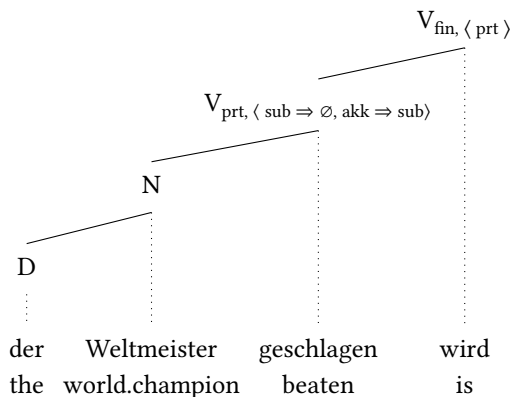 V_fin, ⟨ prt ⟩
V_prt, ⟨ sub ⇒ ∅, akk ⇒ sub⟩
N
D
der Weltmeister geschlagen wird
the world.champion beaten is